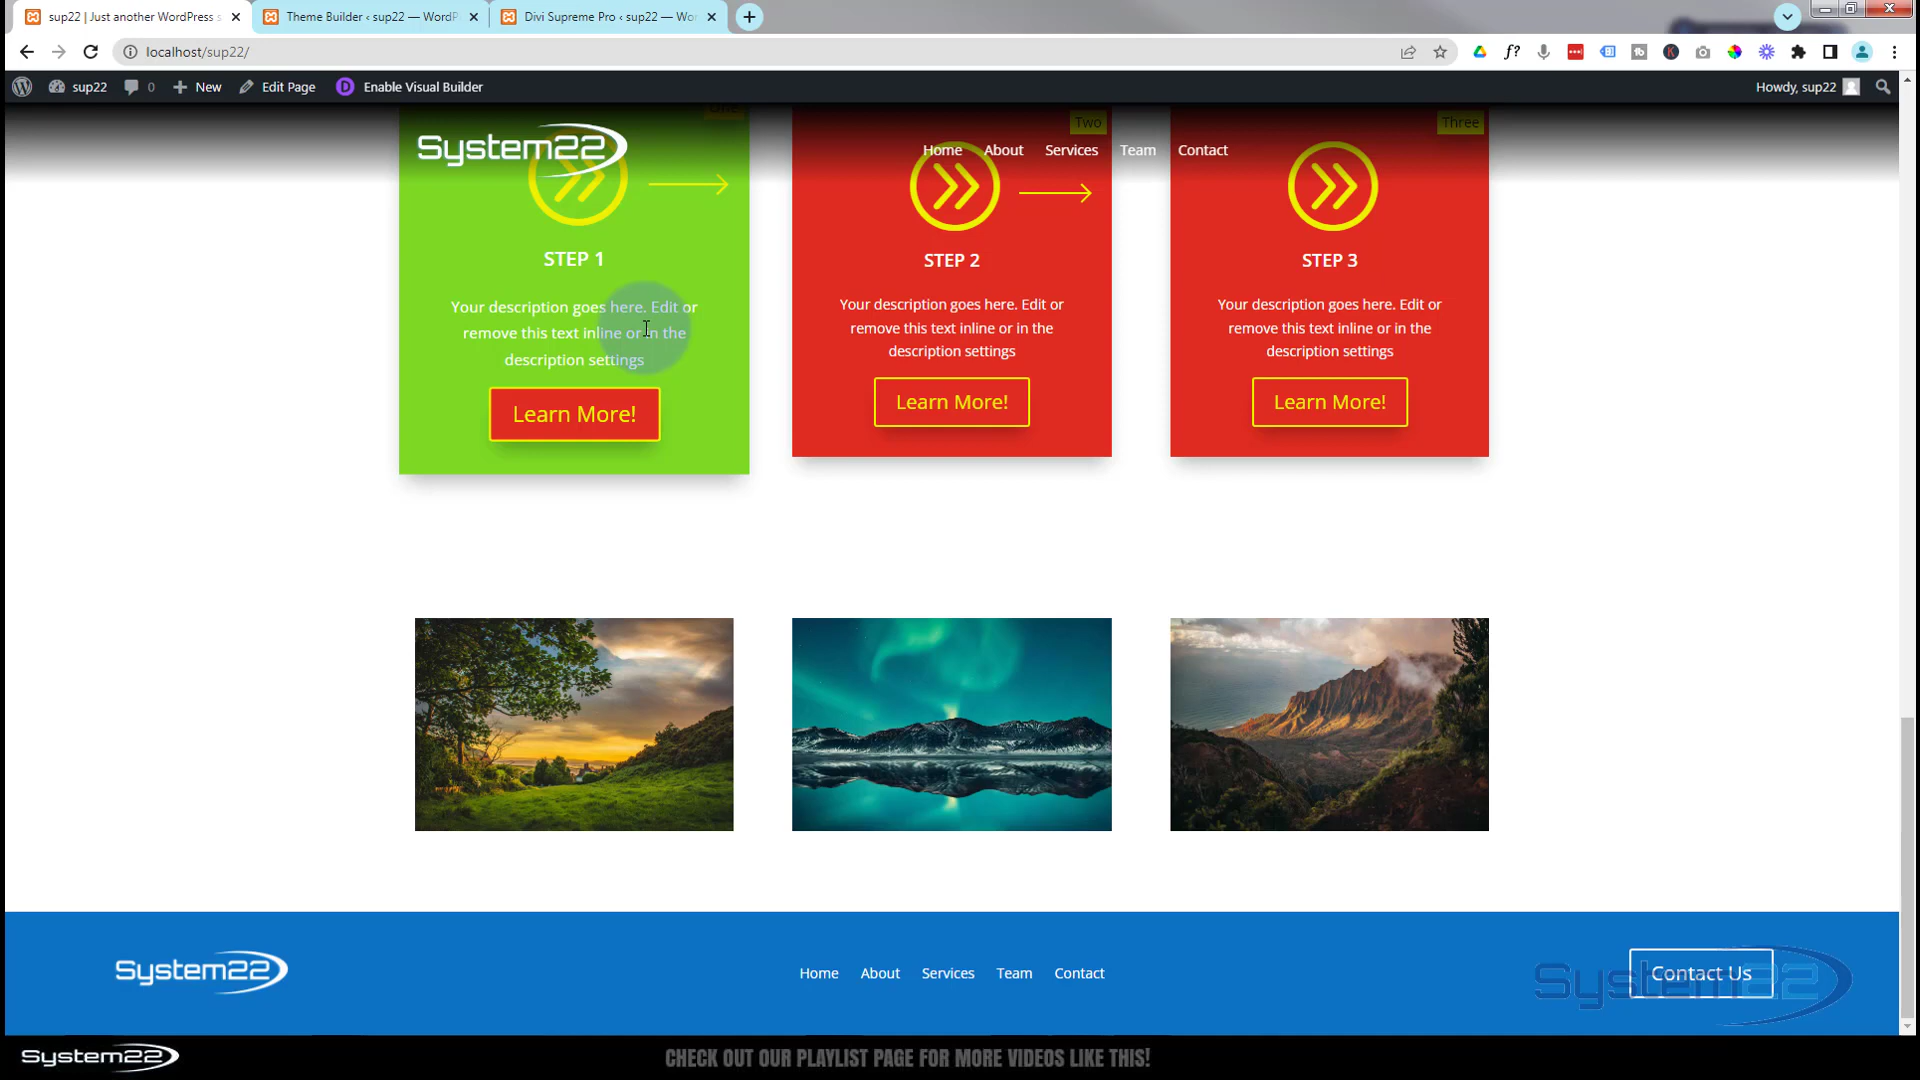 sup22 | Just another WordPress s
Theme Builder ‹ sup22 — WordP
Divi Supreme Pro ‹ sup22 — Wor
localhost/sup22/
sup22
0
New
Edit Page
Enable Visual Builder
Howdy, sup22
System22
Home
About
Services
Team
Contact
One
Two
Three
STEP 1
Your description goes here. Edit or
remove this text inline or in the
description settings
Learn More!
STEP 2
Your description goes here. Edit or
remove this text inline or in the
description settings
Learn More!
STEP 3
Your description goes here. Edit or
remove this text inline or in the
description settings
Learn More!
System22
Home
About
Services
Team
Contact
Contact Us
System22
System22
CHECK OUT OUR PLAYLIST PAGE FOR MORE VIDEOS LIKE THIS!